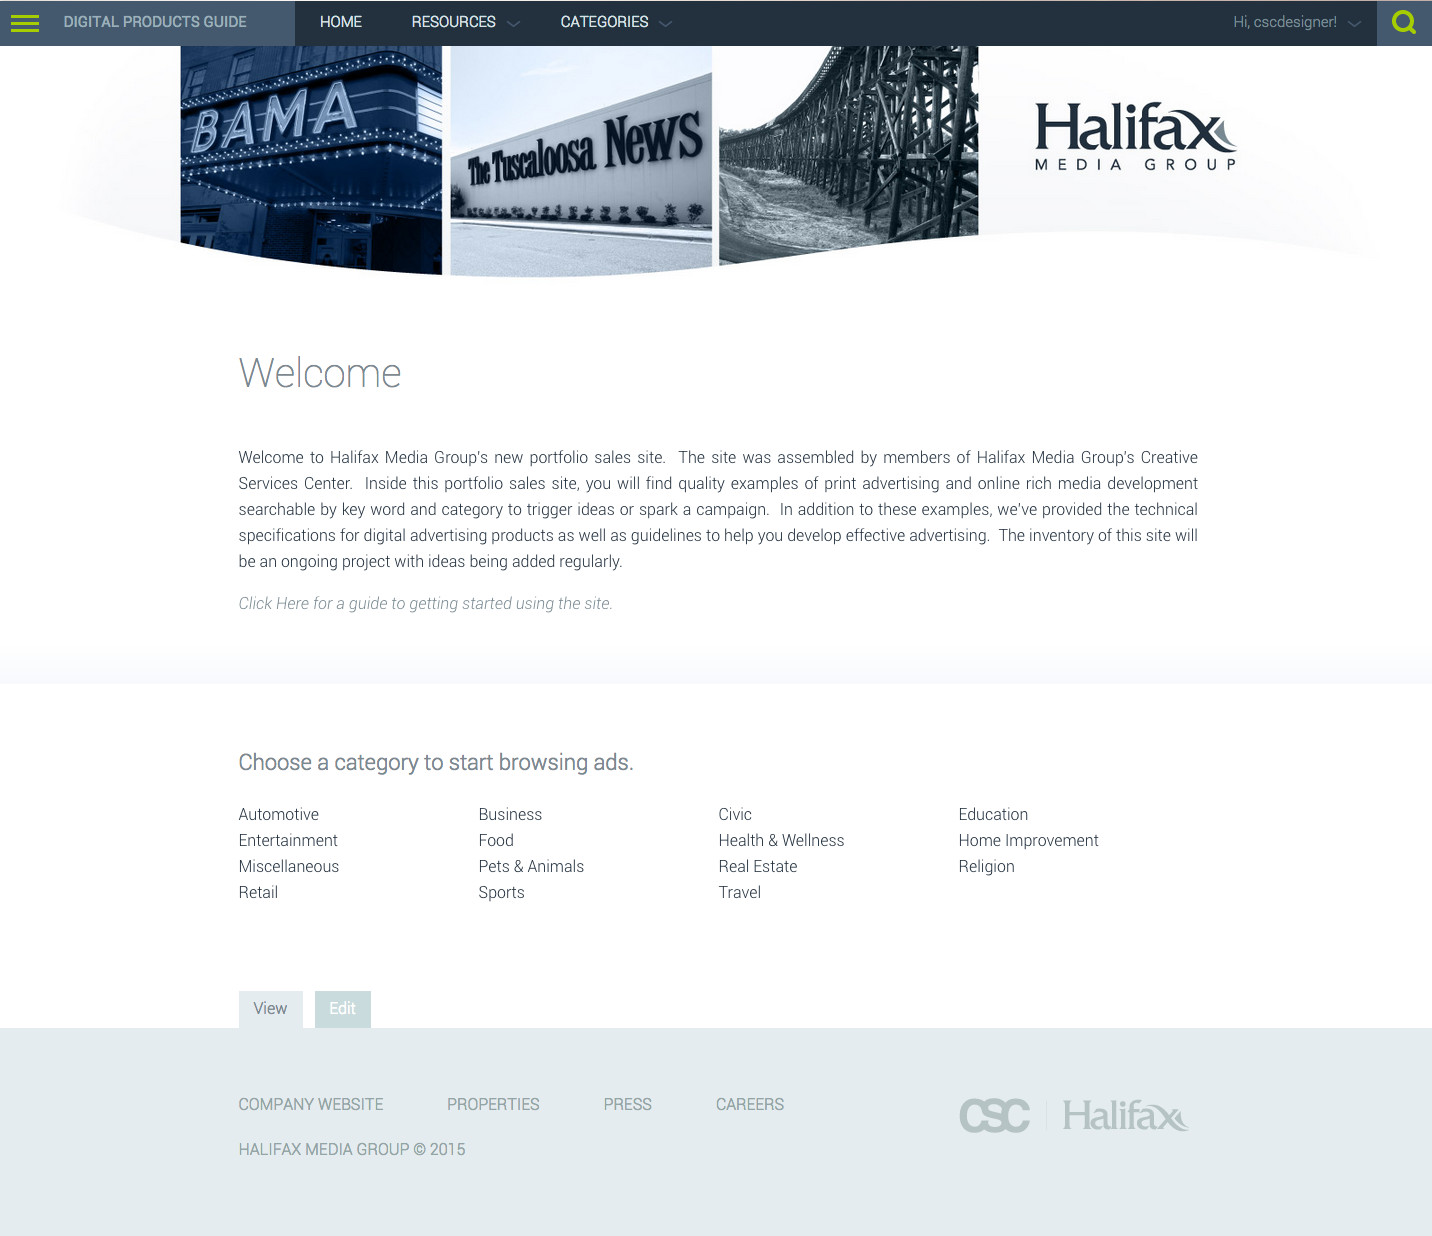 DIGITAL PRODUCTS GUIDE HOME RESOURCES CATEGORIES Hi, cscdesigner!
BAMA
The Tuscaloosa News
Halifax
MEDIA GROUP
Welcome
Welcome to Halifax Media Group's new portfolio sales site. The site was assembled by members of Halifax Media Group's Creative
Services Center. Inside this portfolio sales site, you will find quality examples of print advertising and online rich media development
searchable by key word and category to trigger ideas or spark a campaign. In addition to these examples, we've provided the technical
specifications for digital advertising products as well as guidelines to help you develop effective advertising. The inventory of this site will
be an ongoing project with ideas being added regularly.
Click Here for a guide to getting started using the site.
Choose a category to start browsing ads.
Automotive Business Civic Education
Entertainment Food Health & Wellness Home Improvement
Miscellaneous Pets & Animals Real Estate Religion
Retail Sports Travel
View Edit
COMPANY WEBSITE PROPERTIES PRESS CAREERS
CSC Halifax
HALIFAX MEDIA GROUP © 2015